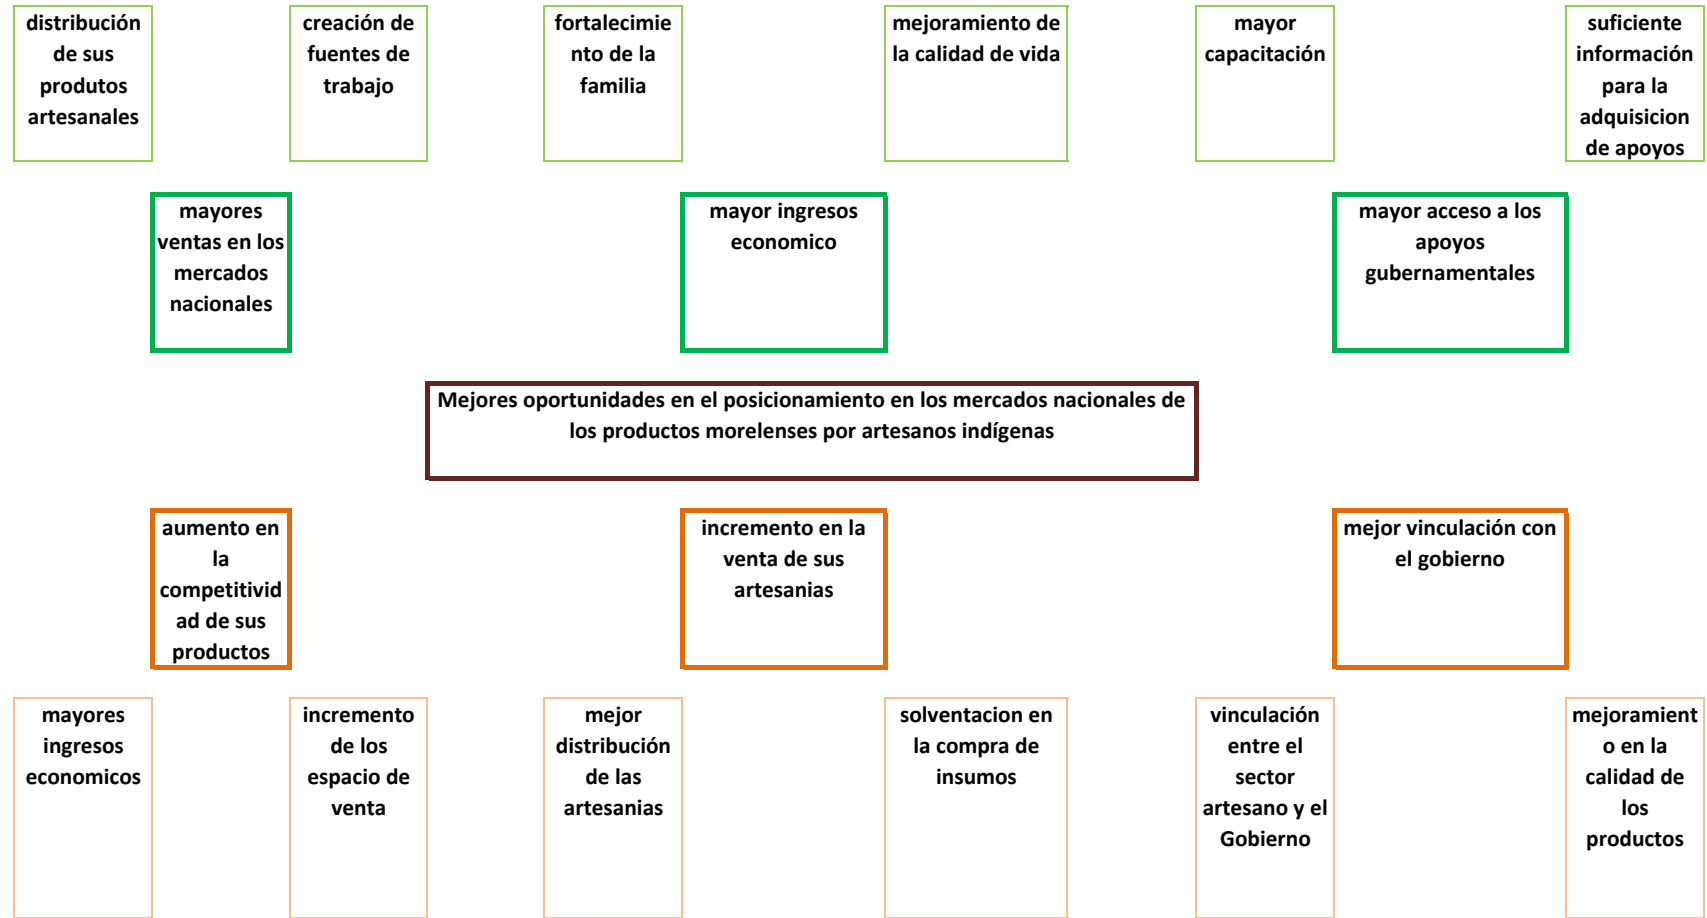 distribución
de sus
produtos
artesanales
creación de
fuentes de
trabajo
fortalecimie
nto de la
familia
mejoramiento de
la calidad de vida
mayor
capacitación
suficiente
información
para la
adquisicion
de apoyos
mayores
ventas en los
mercados
nacionales
mayor ingresos
economico
mayor acceso a los
apoyos
gubernamentales
Mejores oportunidades en el posicionamiento en los mercados nacionales de
los productos morelenses por artesanos indígenas
aumento en
la
competitivid
ad de sus
productos
incremento en la
venta de sus
artesanias
mejor vinculación con
el gobierno
mayores
ingresos
economicos
incremento
de los
espacio de
venta
mejor
distribución
de las
artesanias
solventacion en
la compra de
insumos
vinculación
entre el
sector
artesano y el
Gobierno
mejoramient
o en la
calidad de
los
productos